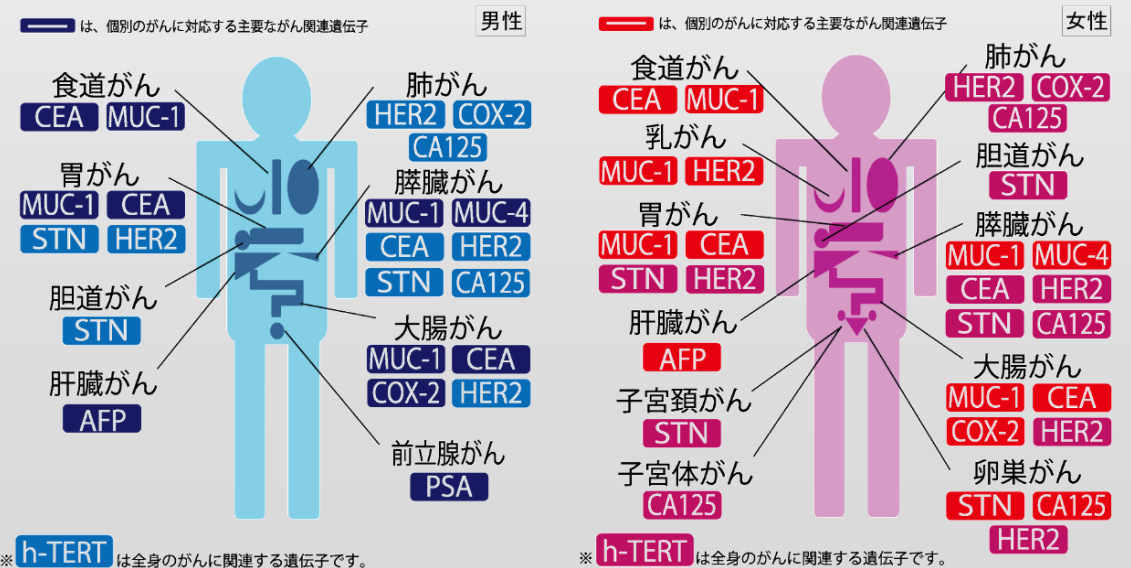 は、個別のがんに対応する主要ながん関連遺伝子
男性
食道がん
CEA MUC-1
肺がん
HER2 COX-2
CA125
胃がん
MUC-1 CEA
STN HER2
膵臓がん
MUC-1 MUC-4
CEA HER2
STN CA125
胆道がん
STN
大腸がん
MUC-1 CEA
COX-2 HER2
肝臓がん
AFP
前立腺がん
PSA
※ h-TERT は全身のがんに関連する遺伝子です。
は、個別のがんに対応する主要ながん関連遺伝子
女性
食道がん
CEA MUC-1
肺がん
HER2 COX-2
CA125
乳がん
MUC-1 HER2
胆道がん
STN
胃がん
MUC-1 CEA
STN HER2
膵臓がん
MUC-1 MUC-4
CEA HER2
STN CA125
肝臓がん
AFP
大腸がん
MUC-1 CEA
COX-2 HER2
子宮頚がん
STN
子宮体がん
CA125
卵巣がん
STN CA125
HER2
※ h-TERT は全身のがんに関連する遺伝子です。